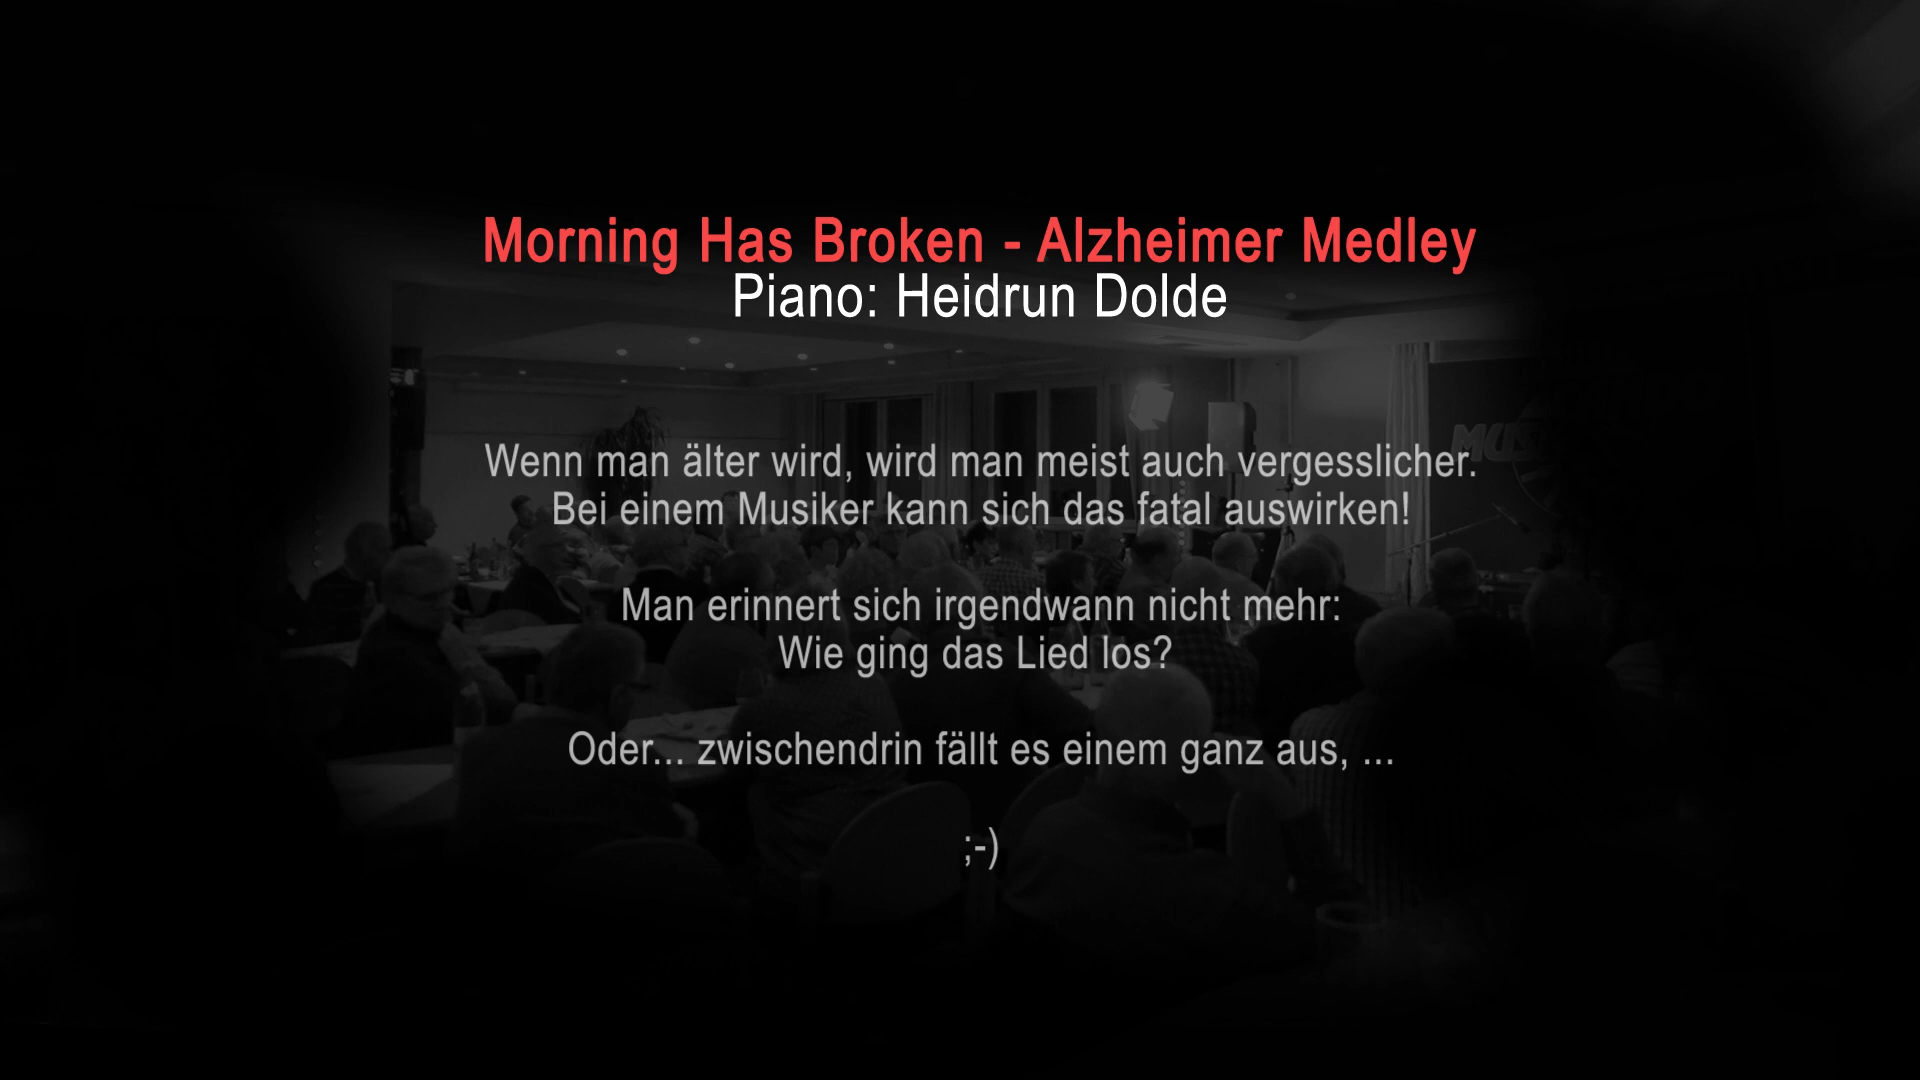 Morning Has Broken - Alzheimer Medley
Piano: Heidrun Dolde
Wenn man älter wird, wird man meist auch vergesslicher.
Bei einem Musiker kann sich das fatal auswirken!
Man erinnert sich irgendwann nicht mehr:
Wie ging das Lied los?
Oder... zwischendrin fällt es einem ganz aus, ...
;-)